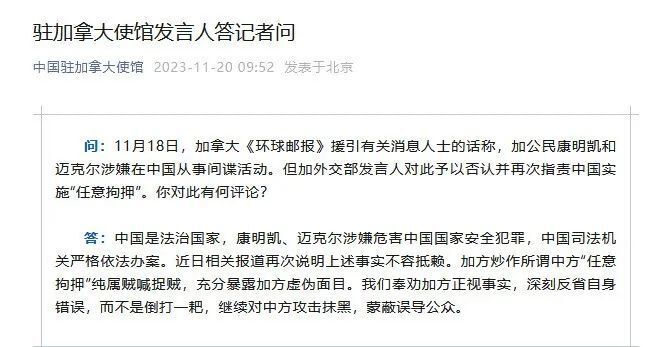 驻加拿大使馆发言人答记者问
中国驻加拿大使馆 2023-11-20 09:52 发表于北京
问：11月18日，加拿大《环球邮报》援引有关消息人士的话称，加公民康明凯和
迈克尔涉嫌在中国从事间谍活动。但加外交部发言人对此予以否认并再次指责中国实
施“任意拘押”。你对此有何评论？
答：中国是法治国家，康明凯、迈克尔涉嫌危害中国国家安全犯罪，中国司法机
关严格依法办案。近日相关报道再次说明上述事实不容抵赖。加方炒作所谓中方“任意
拘押”纯属贼喊捉贼，充分暴露加方虚伪面目。我们奉劝加方正视事实，深刻反省自身
错误，而不是倒打一耙，继续对中方攻击抹黑，蒙蔽误导公众。